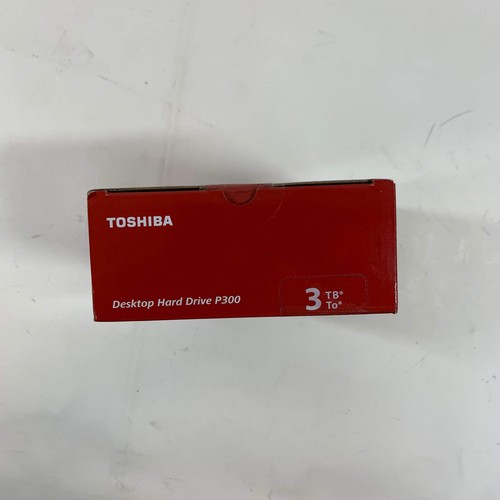 TOSHIBA
Desktop Hard Drive P300
3 TB*
To*